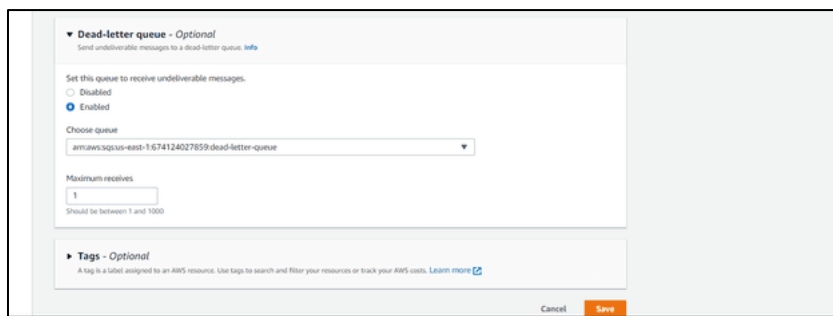 Dead-letter queue - Optional
Send undeliverable messages to a dead-letter queue. Info
Set this queue to receive undeliverable messages.
Disabled
Enabled
Choose queue
arn:aws:sqs:us-east-1:674124027859:dead-letter-queue
Maximum receives
1
Should be between 1 and 1000
Tags - Optional
A tag is a label assigned to an AWS resource. Use tags to search and filter your resources or track your AWS costs. Learn more
Cancel Save